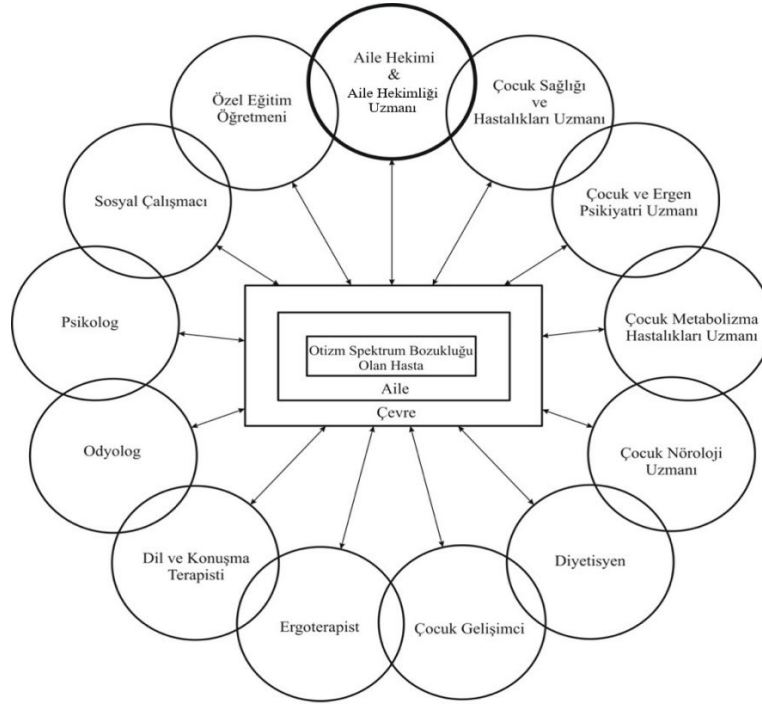 Aile Hekimi
&
Aile Hekimliği
Uzmanı
Çocuk Sağlığı
ve
Hastalıkları Uzmanı
Çocuk ve Ergen
Psikiyatri Uzmanı
Çocuk Metabolizma
Hastalıkları Uzmanı
Çocuk Nöroloji
Uzmanı
Diyetisyen
Çocuk Gelişimci
Ergoterapist
Dil ve Konuşma
Terapisti
Odyolog
Psikolog
Sosyal Çalışmacı
Özel Eğitim
Öğretmeni
Otizm Spektrum Bozukluğu
Olan Hasta
Aile
Çevre